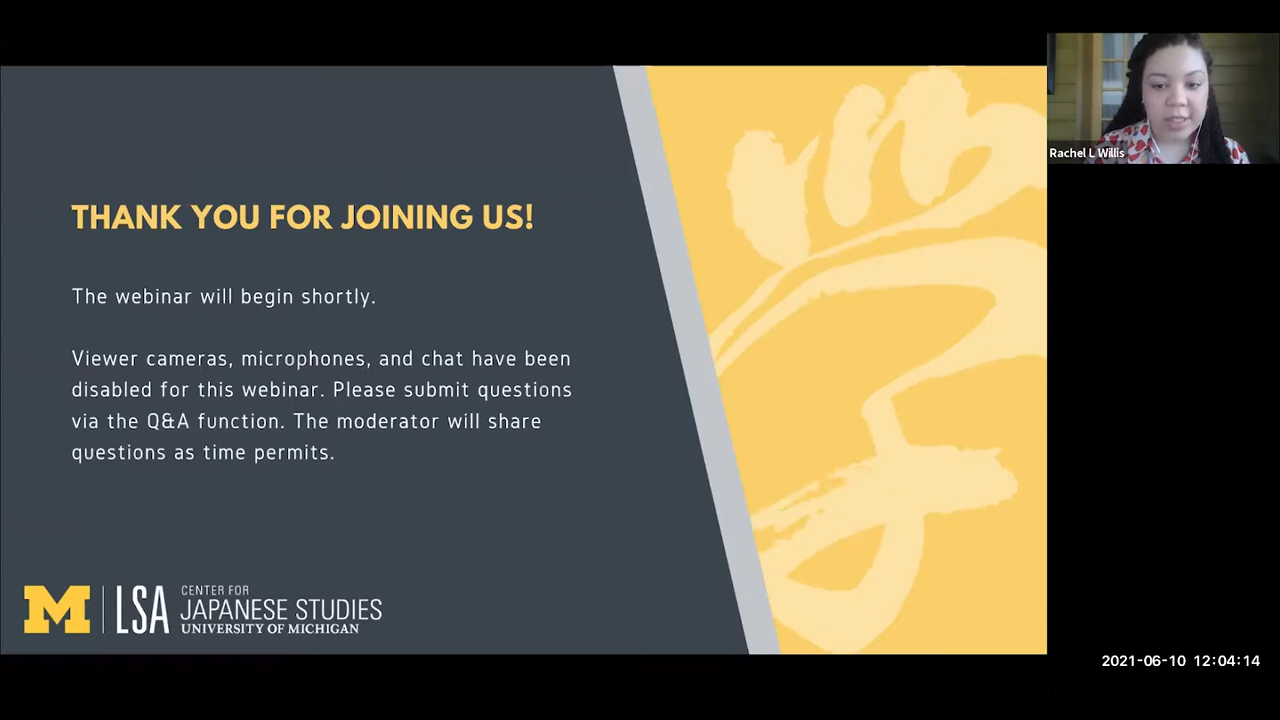 THANK YOU FOR JOINING US!
The webinar will begin shortly.
Viewer cameras, microphones, and chat have been
disabled for this webinar. Please submit questions
via the Q&A function. The moderator will share
questions as time permits.
M LSA CENTER FOR
JAPANESE STUDIES
UNIVERSITY OF MICHIGAN
学
Rachel L Willis
2021-06-10 12:04:14